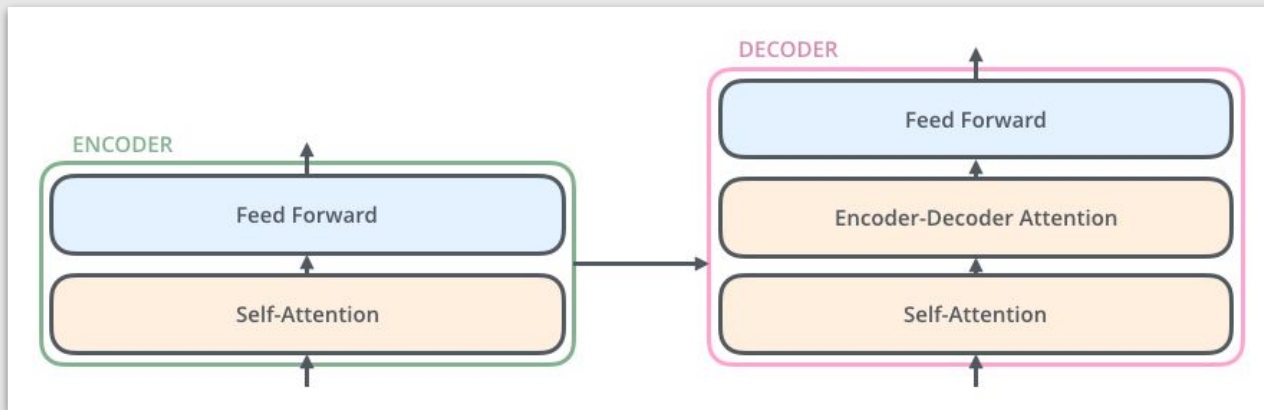 ENCODER
Feed Forward
Self-Attention
DECODER
Feed Forward
Encoder-Decoder Attention
Self-Attention